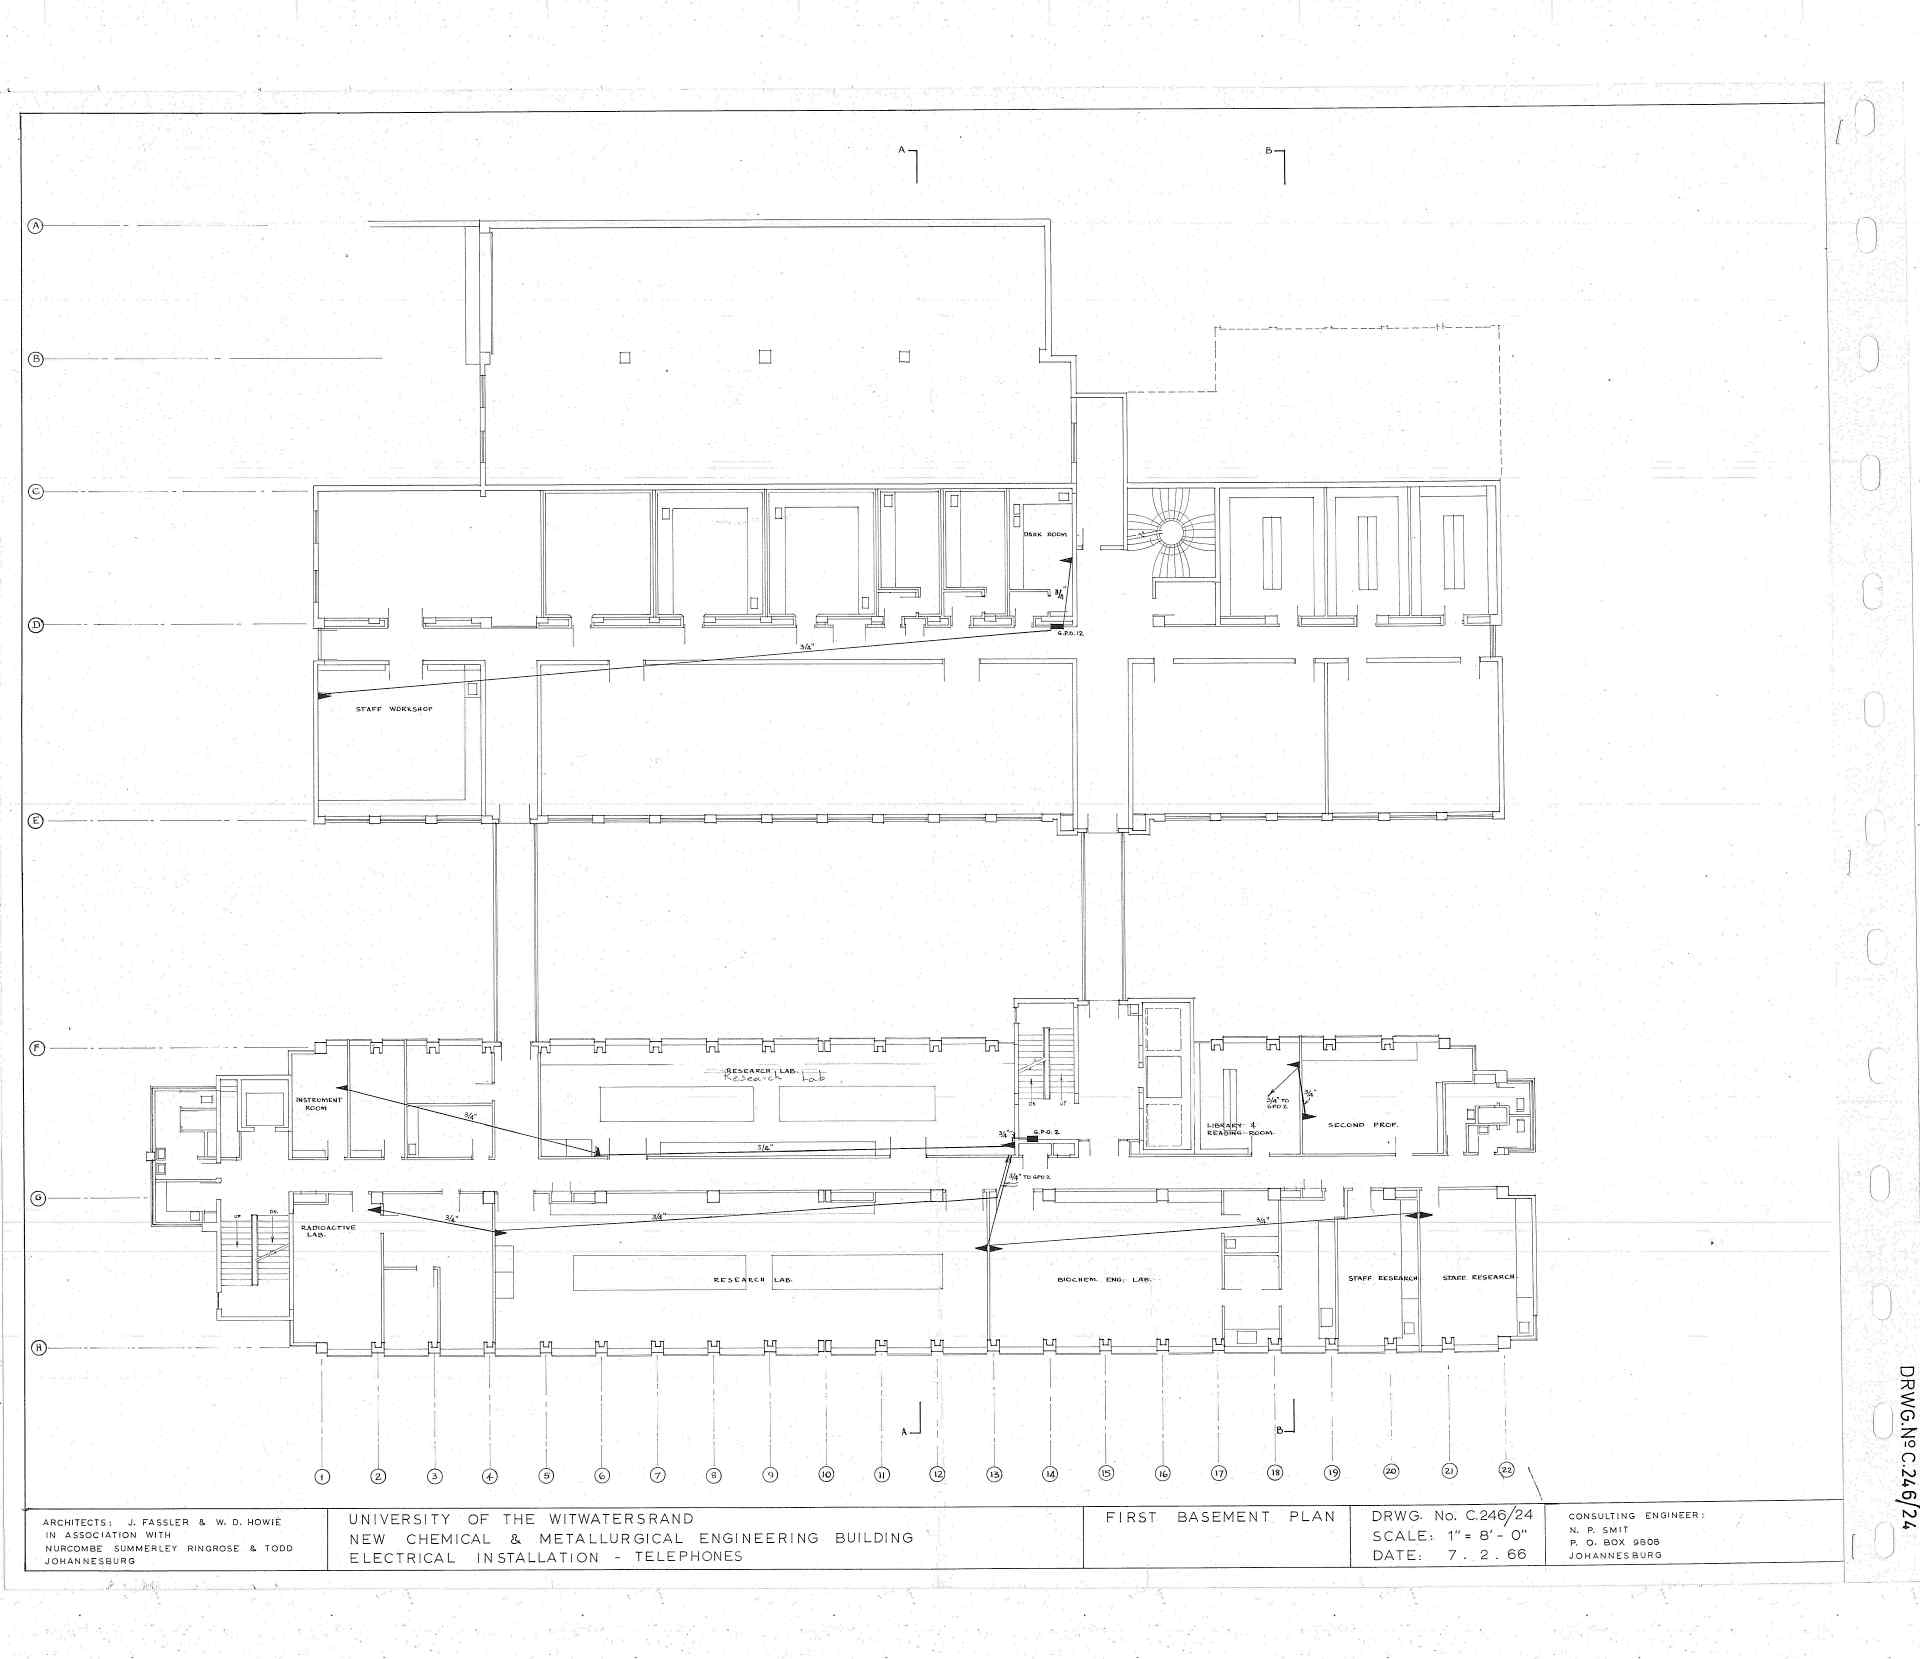 A
B
A
B
C
DARK ROOM
3/4"
D
G.P.O. 12.
3/4"
STAFF WORKSHOP
E
F
RESEARCH LAB.
Research Lab.
INSTRUMENT
ROOM
3/4"
3/4"
3/4"
G.P.O. 2.
DN
UP
3/4" TO
GPO 2.
3/4"
LIBRARY &
READING ROOM.
SECOND PROF.
3/4" TO GPO 2.
G
UP
DN.
RADIOACTIVE
LAB.
3/4"
3/4"
3/4"
RESEARCH LAB.
BIOCHEM. ENG. LAB.
STAFF RESEARCH
STAFF RESEARCH.
H
A
B
1 2 3 4 5 6 7 8 9 10 11 12 13 14 15 16 17 18 19 20 21 22
DRWG. No C.246/24
ARCHITECTS: J. FASSLER & W. D. HOWIE
IN ASSOCIATION WITH
NURCOMBE SUMMERLEY RINGROSE & TODD
JOHANNESBURG
UNIVERSITY OF THE WITWATERSRAND
NEW CHEMICAL & METALLURGICAL ENGINEERING BUILDING
ELECTRICAL INSTALLATION - TELEPHONES
FIRST BASEMENT PLAN
DRWG. No. C.246/24
SCALE: 1" = 8'- 0"
DATE: 7. 2. 66
CONSULTING ENGINEER:
N. P. SMIT
P. O. BOX 9808
JOHANNESBURG
B